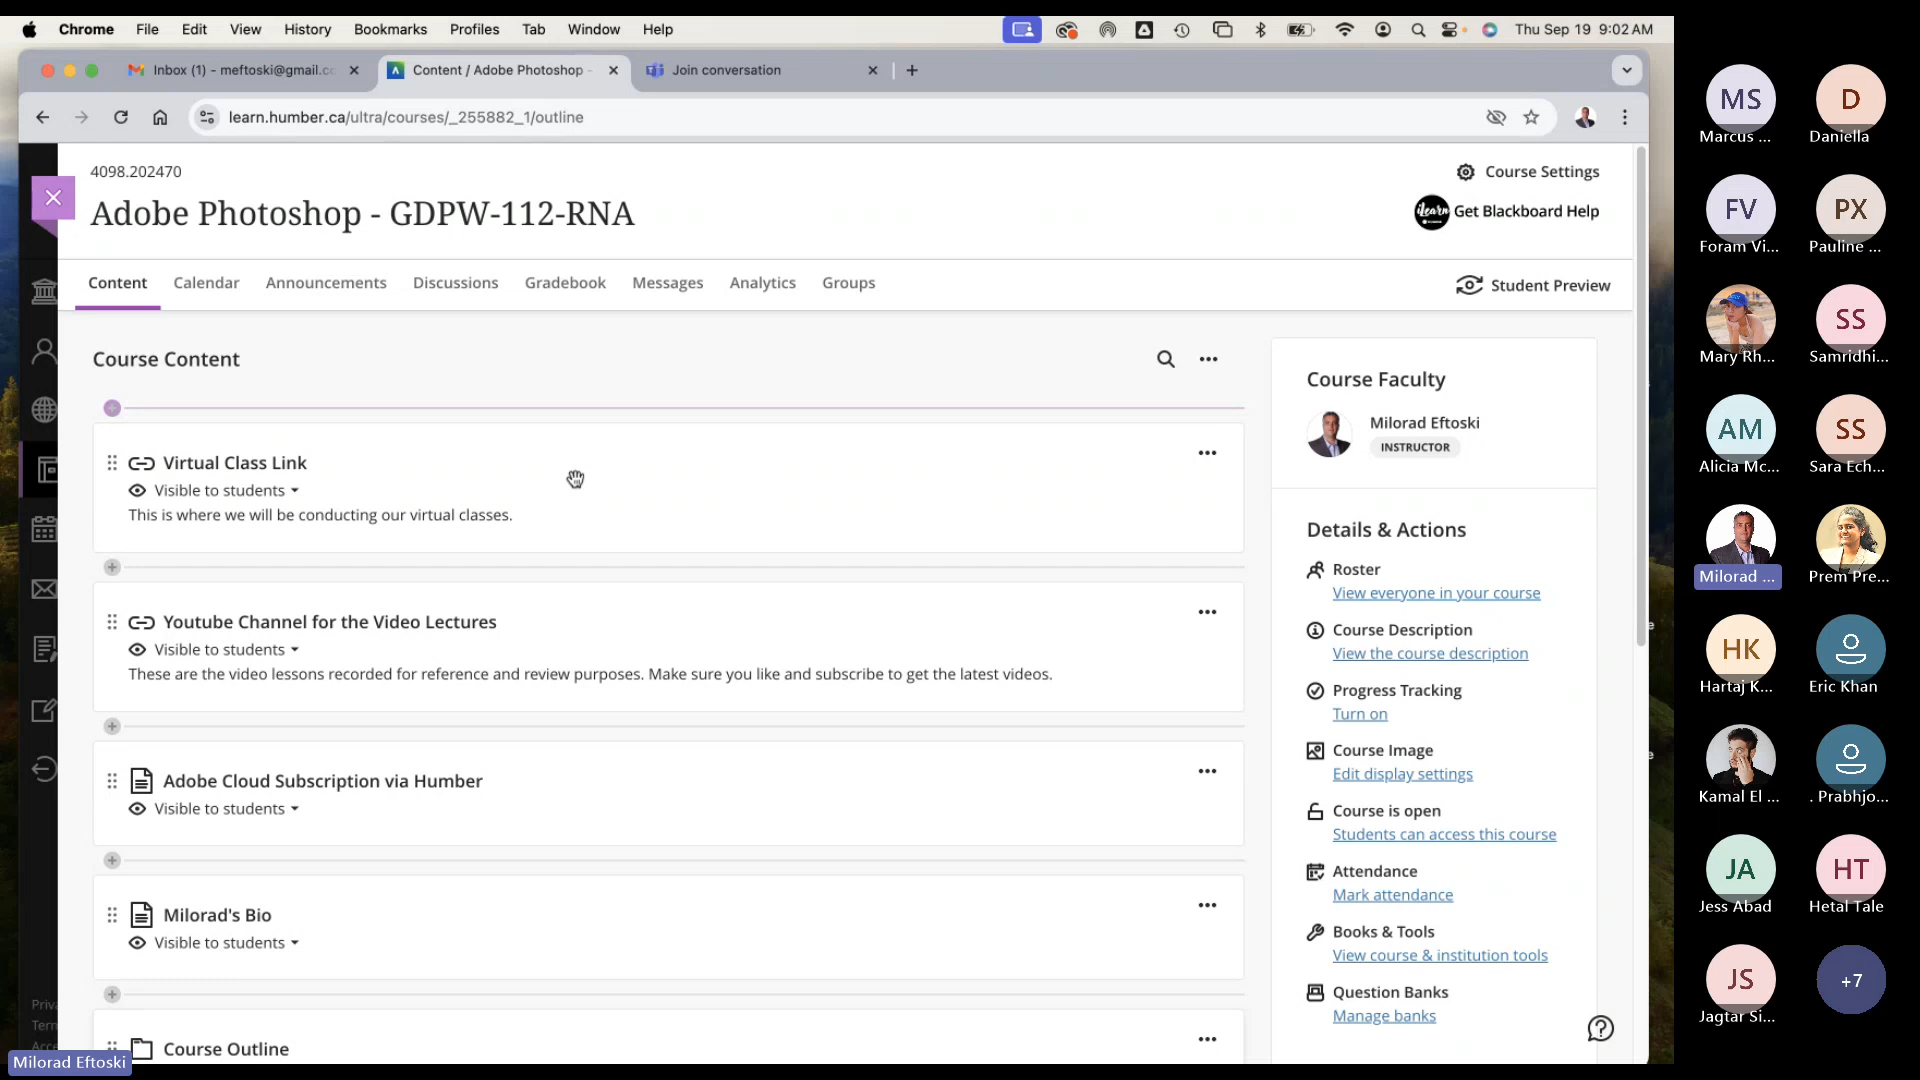 Chrome File Edit View History Bookmarks Profiles Tab Window Help Thu Sep 19 9:02 AM
Inbox (1) - meftoski@gmail.cc
Content / Adobe Photoshop -
Join conversation
learn.humber.ca/ultra/courses/_255882_1/outline
4098.202470
Adobe Photoshop - GDPW-112-RNA
Course Settings
iLearn Get Blackboard Help
Content Calendar Announcements Discussions Gradebook Messages Analytics Groups
Student Preview
Course Content
Virtual Class Link
Visible to students
This is where we will be conducting our virtual classes.
Youtube Channel for the Video Lectures
Visible to students
These are the video lessons recorded for reference and review purposes. Make sure you like and subscribe to get the latest videos.
Adobe Cloud Subscription via Humber
Visible to students
Milorad's Bio
Visible to students
Course Outline
Course Faculty
Milorad Eftoski
INSTRUCTOR
Details & Actions
Roster
View everyone in your course
Course Description
View the course description
Progress Tracking
Turn on
Course Image
Edit display settings
Course is open
Students can access this course
Attendance
Mark attendance
Books & Tools
View course & institution tools
Question Banks
Manage banks
Priva
Term
Acce
Milorad Eftoski
MS
Marcus ...
D
Daniella
FV
Foram Vi...
PX
Pauline ...
Mary Rh...
SS
Samridhi...
AM
Alicia Mc...
SS
Sara Ech...
Milorad ...
Prem Pre...
HK
Hartaj K...
Eric Khan
Kamal El ...
. Prabhjo...
JA
Jess Abad
HT
Hetal Tale
JS
Jagtar Si...
+7